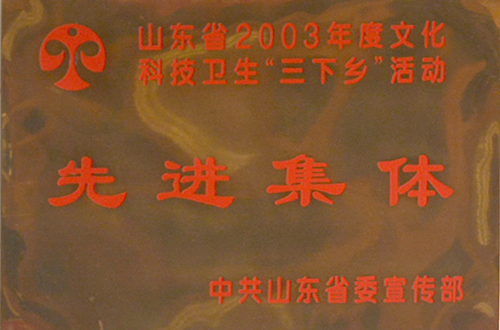 山东省2003年度文化
科技卫生“三下乡”活动
先进集体
中共山东省委宣传部